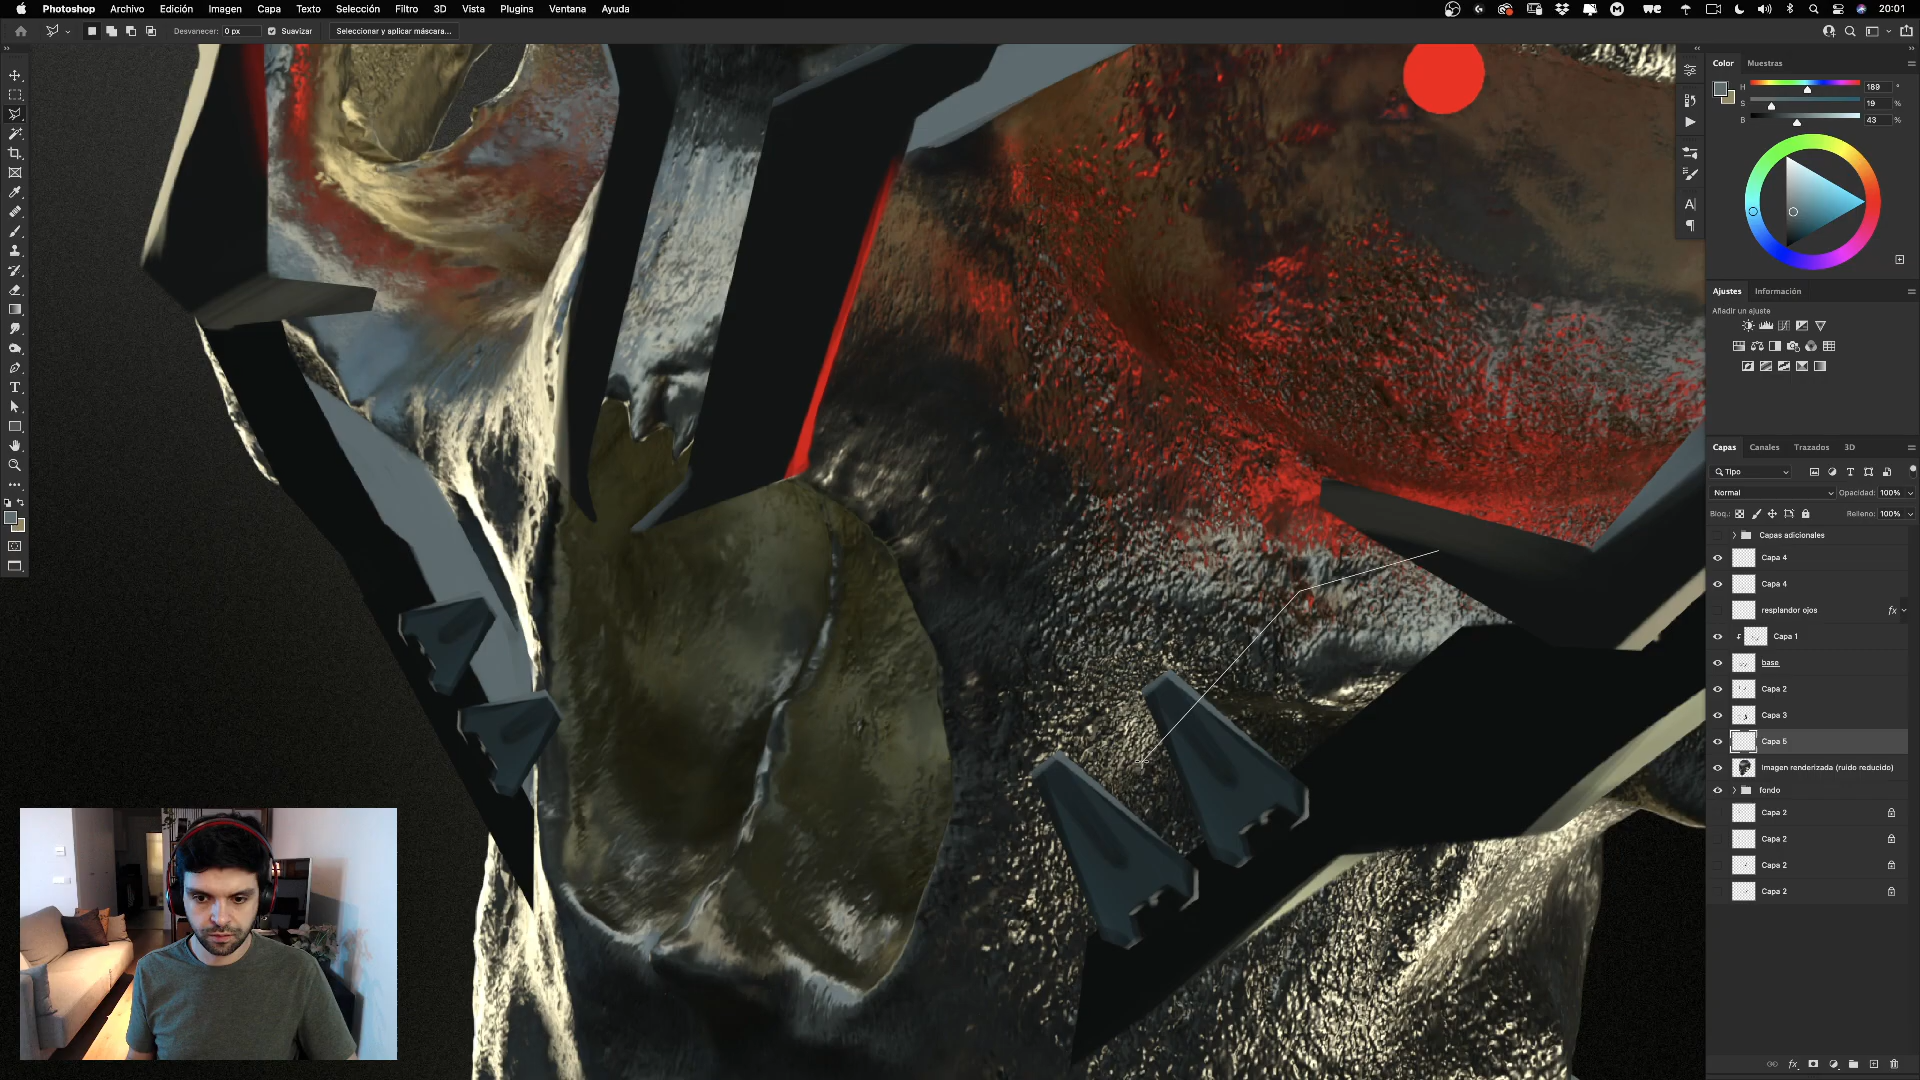 Photoshop Archivo Edición Imagen Capa Texto Selección Filtro 3D Vista Plugins Ventana Ayuda 20:01
Desvanecer: 0 px Suavizar Seleccionar y aplicar máscara...
Color Muestras
H 189 °
S 19 %
B 43 %
Ajustes Información
Añadir un ajuste
Capas Canales Trazados 3D
Tipo
Normal Opacidad: 100%
Bloq.: Relleno: 100%
Capas adicionales
Capa 4
Capa 4
resplandor ojos fx
Capa 1
base
Capa 2
Capa 3
Capa 5
Imagen renderizada (ruido reducido)
fondo
Capa 2
Capa 2
Capa 2
Capa 2
fx